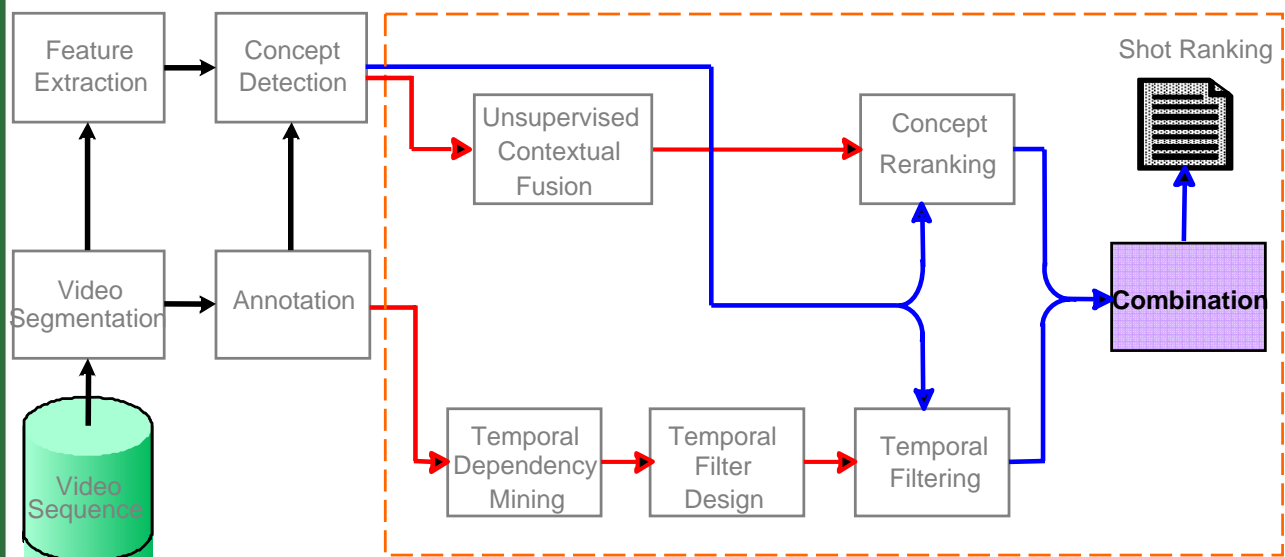 Feature
Extraction
Concept
Detection
Shot Ranking
Unsupervised
Contextual
Fusion
Concept
Reranking
Video
Segmentation
Annotation
Combination
Temporal
Dependency
Mining
Temporal
Filter
Design
Temporal
Filtering
Video
Sequence